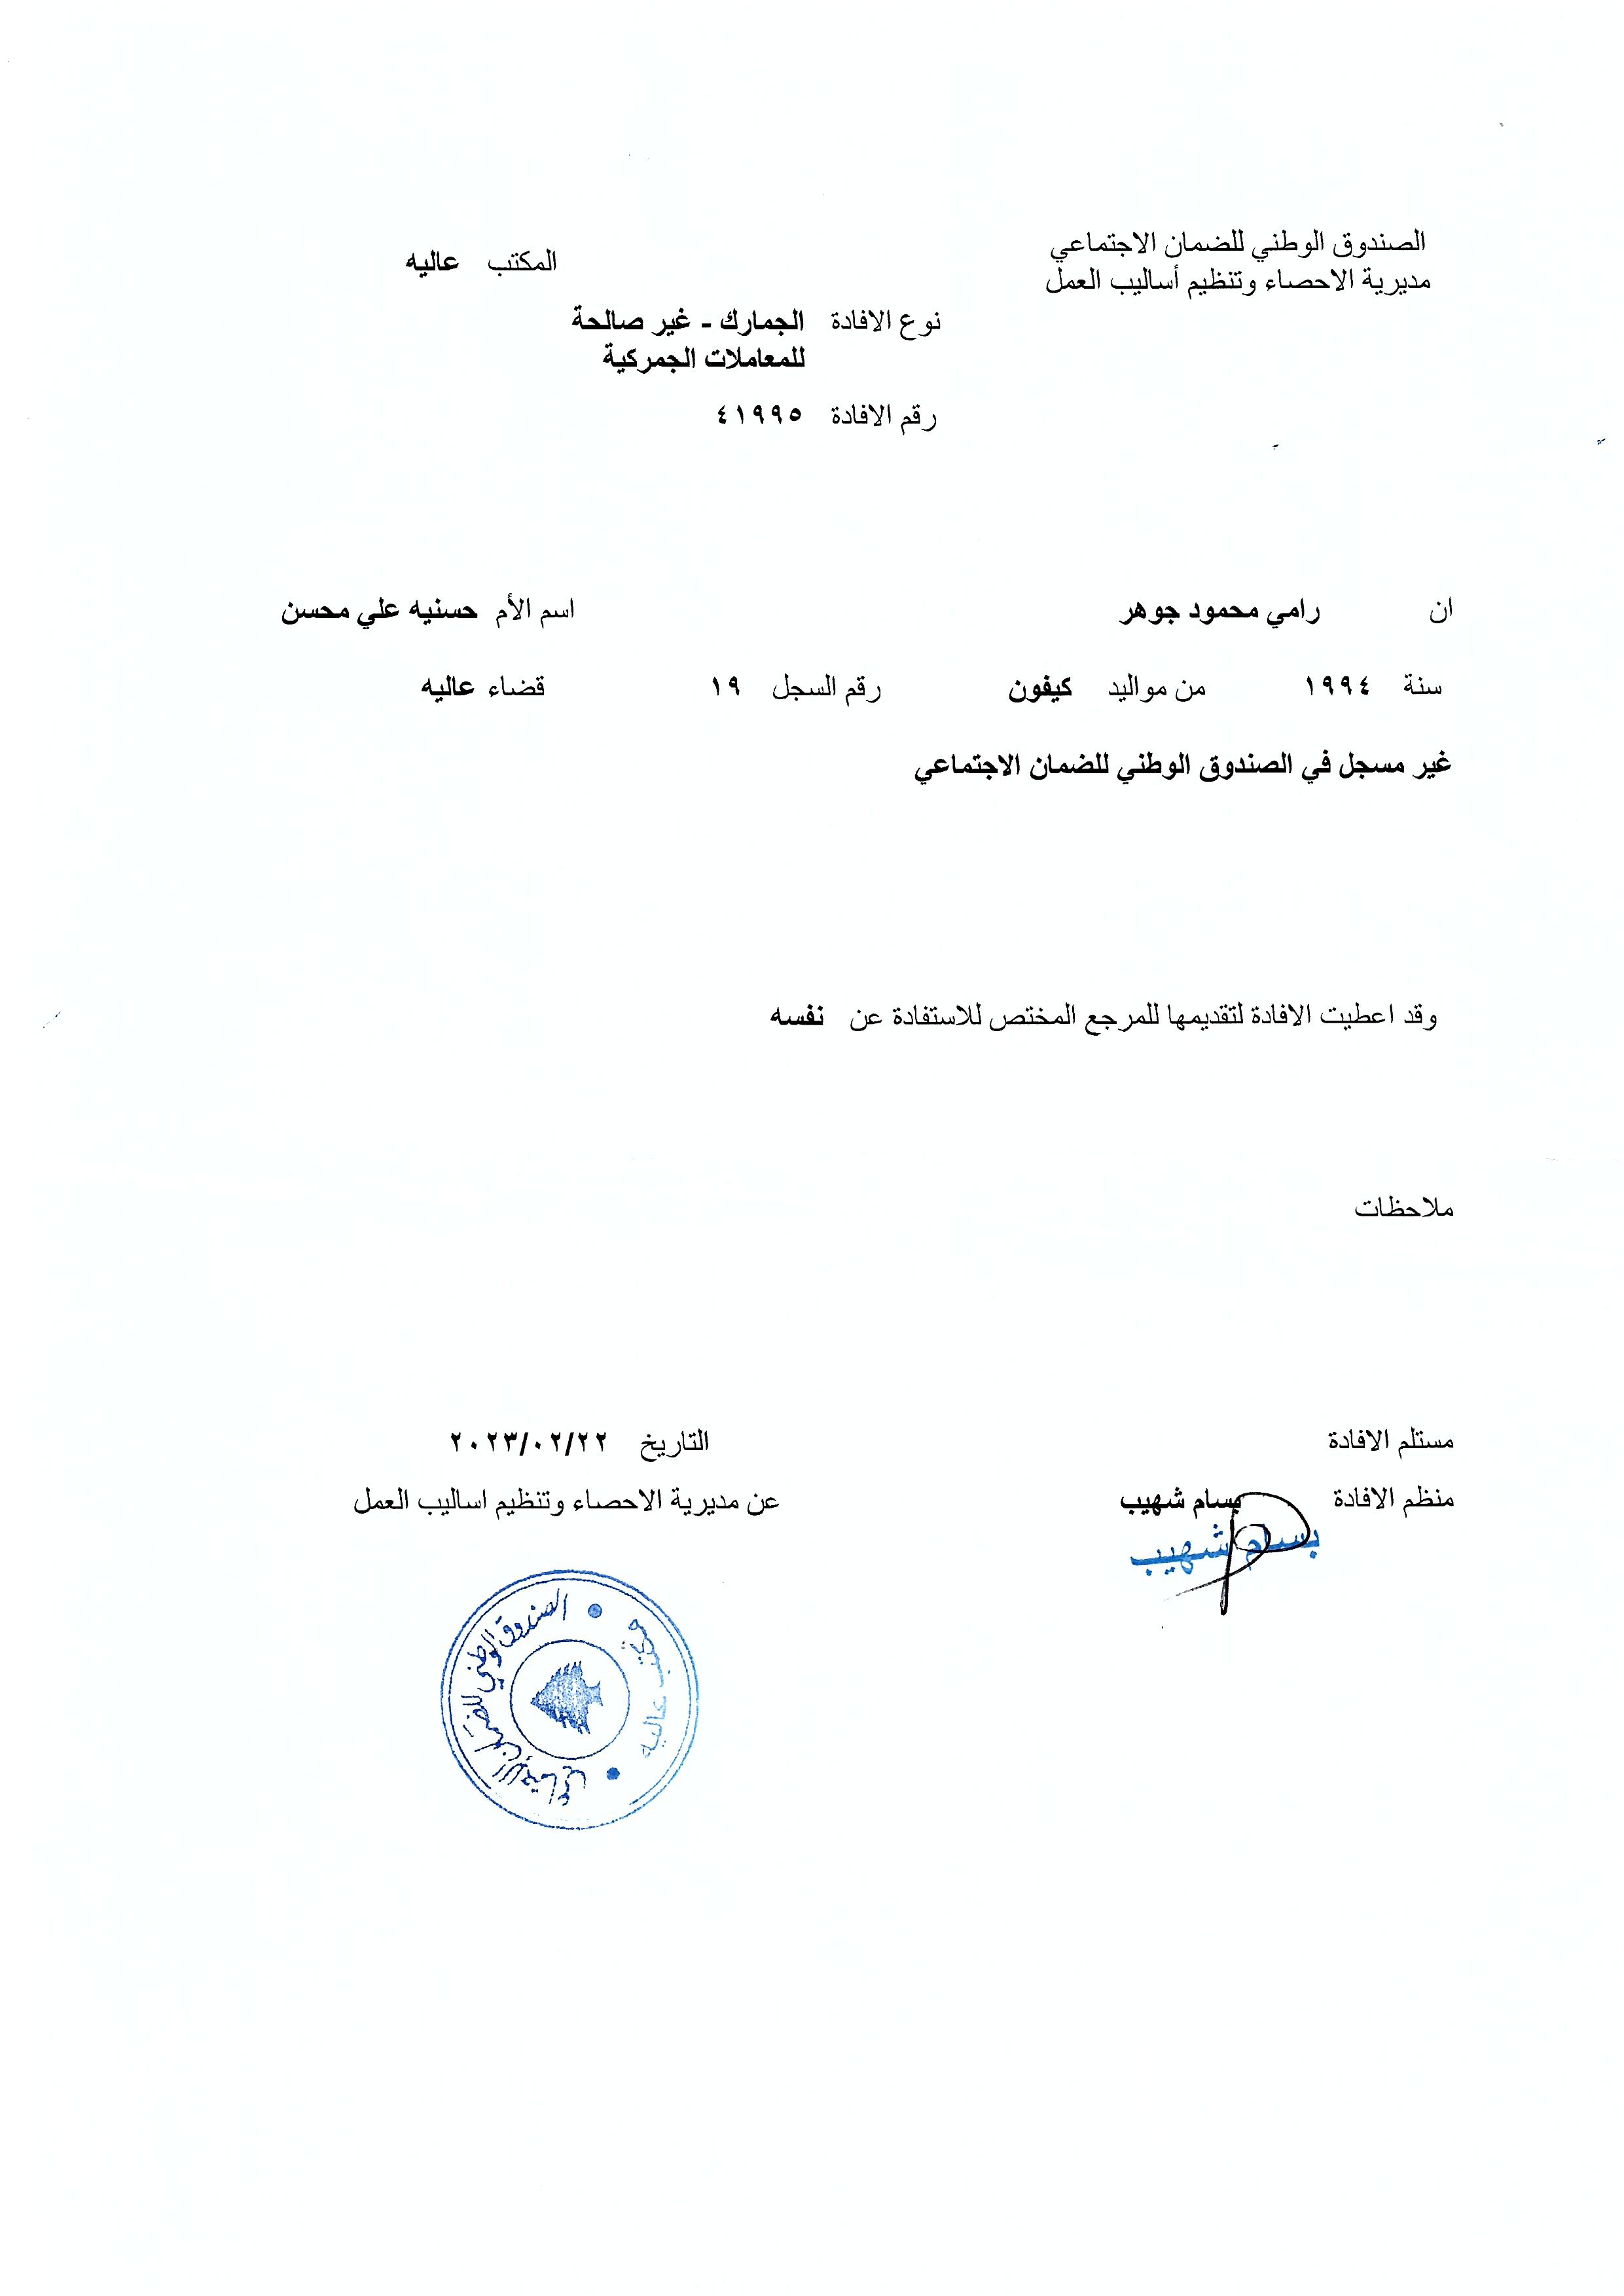 الصندوق الوطني للضمان الاجتماعي
مديرية الاحصاء وتنظيم أساليب العمل
المكتب عاليه
نوع الافادة الجمارك - غير صالحة
للمعاملات الجمركية
رقم الافادة ٤١٩٩٥
ان رامي محمود جوهر اسم الأم حسنيه علي محسن
سنة ١٩٩٤ من مواليد كيفون رقم السجل ١٩ قضاء عاليه
غير مسجل في الصندوق الوطني للضمان الاجتماعي
وقد اعطيت الافادة لتقديمها للمرجع المختص للاستفادة عن نفسه
ملاحظات
مستلم الافادة التاريخ ٢٠٢٣/٠٢/٢٢
منظم الافادة بسام شهيب عن مديرية الاحصاء وتنظيم اساليب العمل
بسام شهيب
الصندوق الوطني للضمان الاجتماعي
مكتب عاليه